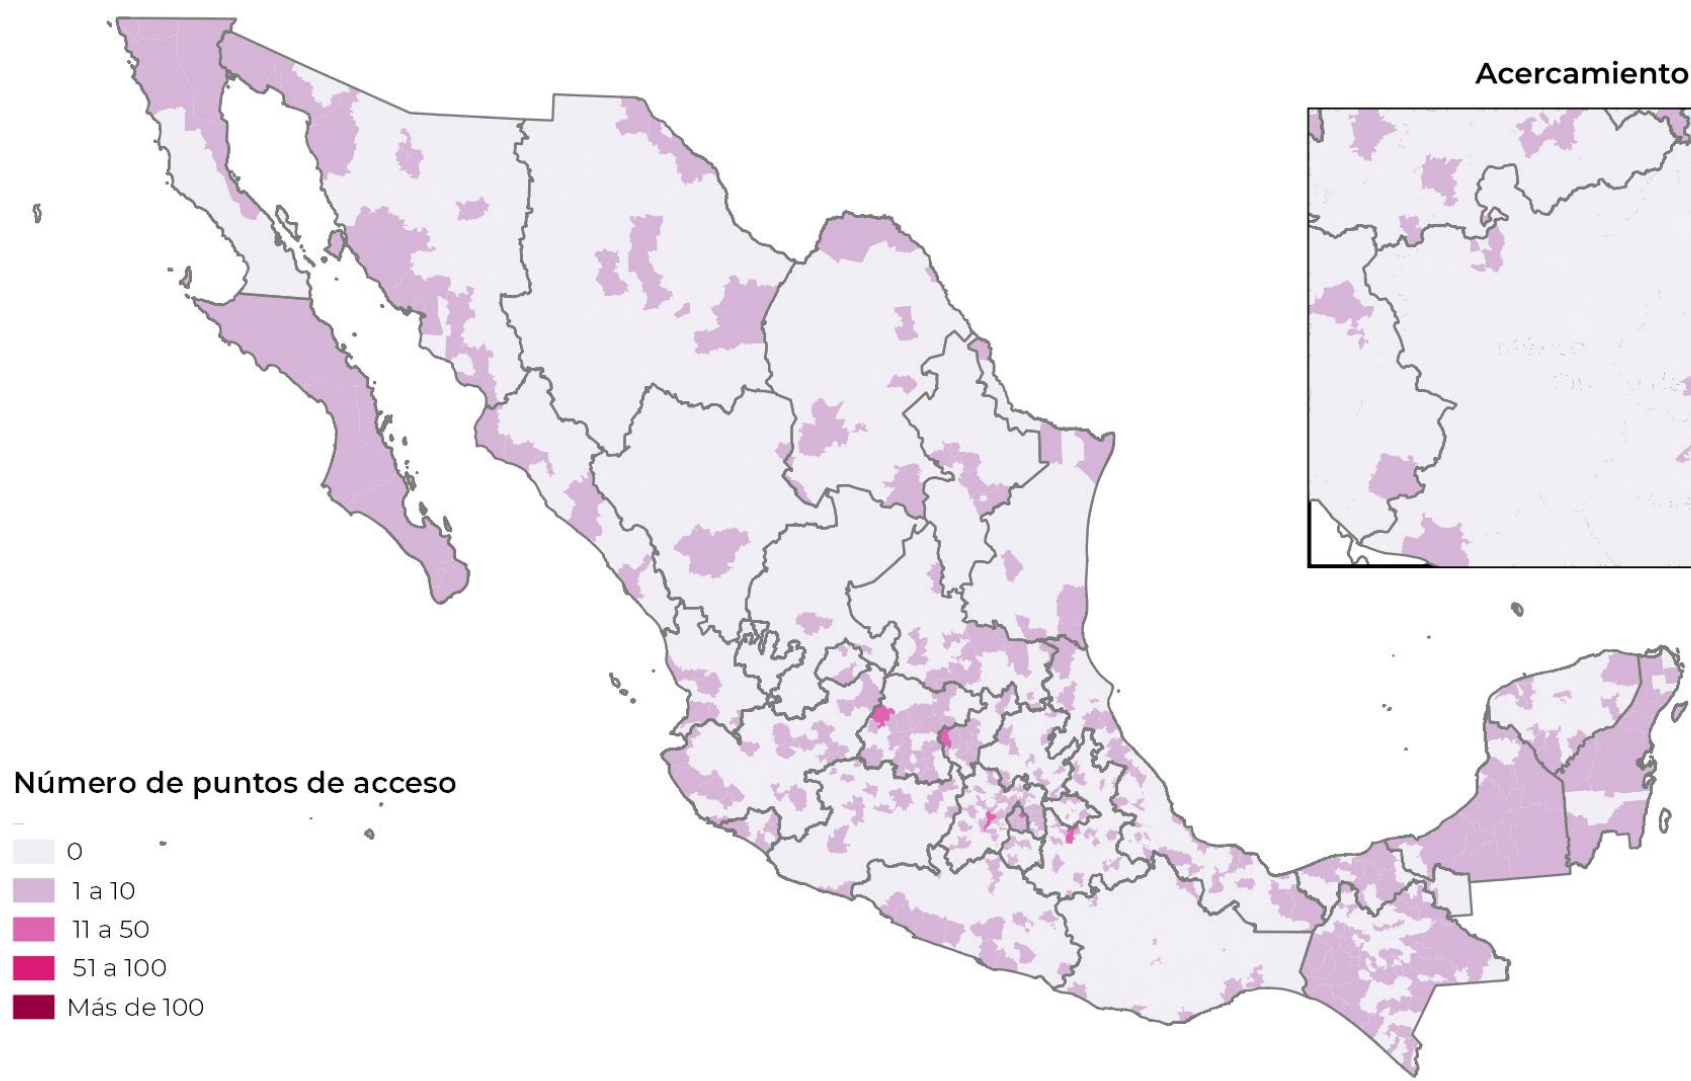 Acercamiento
Número de puntos de acceso
0
1 a 10
11 a 50
51 a 100
Más de 100